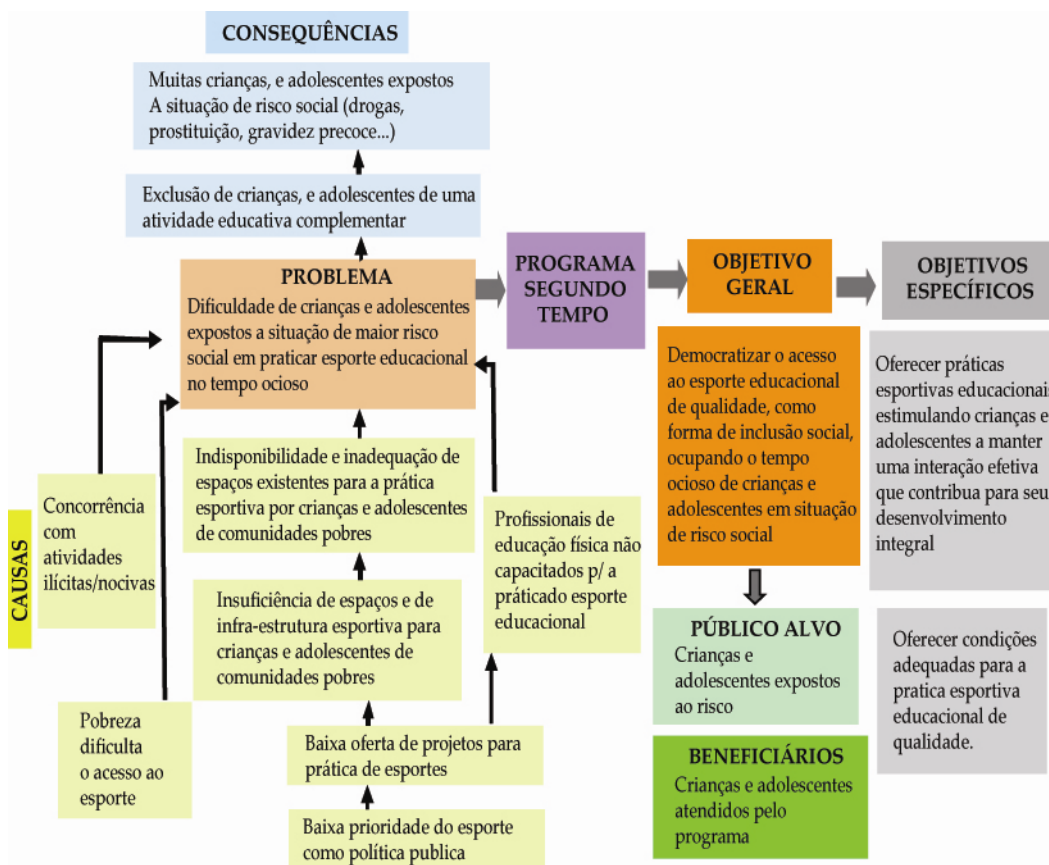 CONSEQUÊNCIAS
Muitas crianças, e adolescentes expostos
A situação de risco social (drogas,
prostituição, gravidez precoce...)
Exclusão de crianças, e adolescentes de uma
atividade educativa complementar
PROBLEMA
Dificuldade de crianças e adolescentes
expostos a situação de maior risco
social em praticar esporte educacional
no tempo ocioso
PROGRAMA
SEGUNDO
TEMPO
OBJETIVO
GERAL
OBJETIVOS
ESPECÍFICOS
Democratizar o acesso
ao esporte educacional
de qualidade, como
forma de inclusão social,
ocupando o tempo
ocioso de crianças e
adolescentes em situação
de risco social
Oferecer práticas
esportivas educacionais
estimulando crianças e
adolescentes a manter
uma interação efetiva
que contribua para seu
desenvolvimento
integral
CAUSAS
Concorrência
com
atividades
ilícitas/nocivas
Indisponibilidade e inadequação de
espaços existentes para a prática
esportiva por crianças e adolescentes
de comunidades pobres
Profissionais de
educação física não
capacitados p/ a
práticado esporte
educacional
Insuficiência de espaços e de
infra-estrutura esportiva para
crianças e adolescentes de
comunidades pobres
PÚBLICO ALVO
Crianças e
adolescentes expostos
ao risco
Oferecer condições
adequadas para a
pratica esportiva
educacional de
qualidade.
Pobreza
dificulta
o acesso ao
esporte
Baixa oferta de projetos para
prática de esportes
BENEFICIÁRIOS
Crianças e adolescentes
atendidos pelo
programa
Baixa prioridade do esporte
como política publica